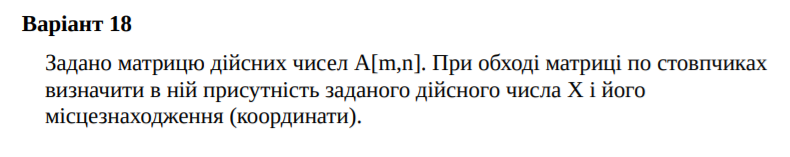 Варіант 18
Задано матрицю дійсних чисел A[m,n]. При обході матриці по стовпчиках
визначити в ній присутність заданого дійсного числа X і його
місцезнаходження (координати).